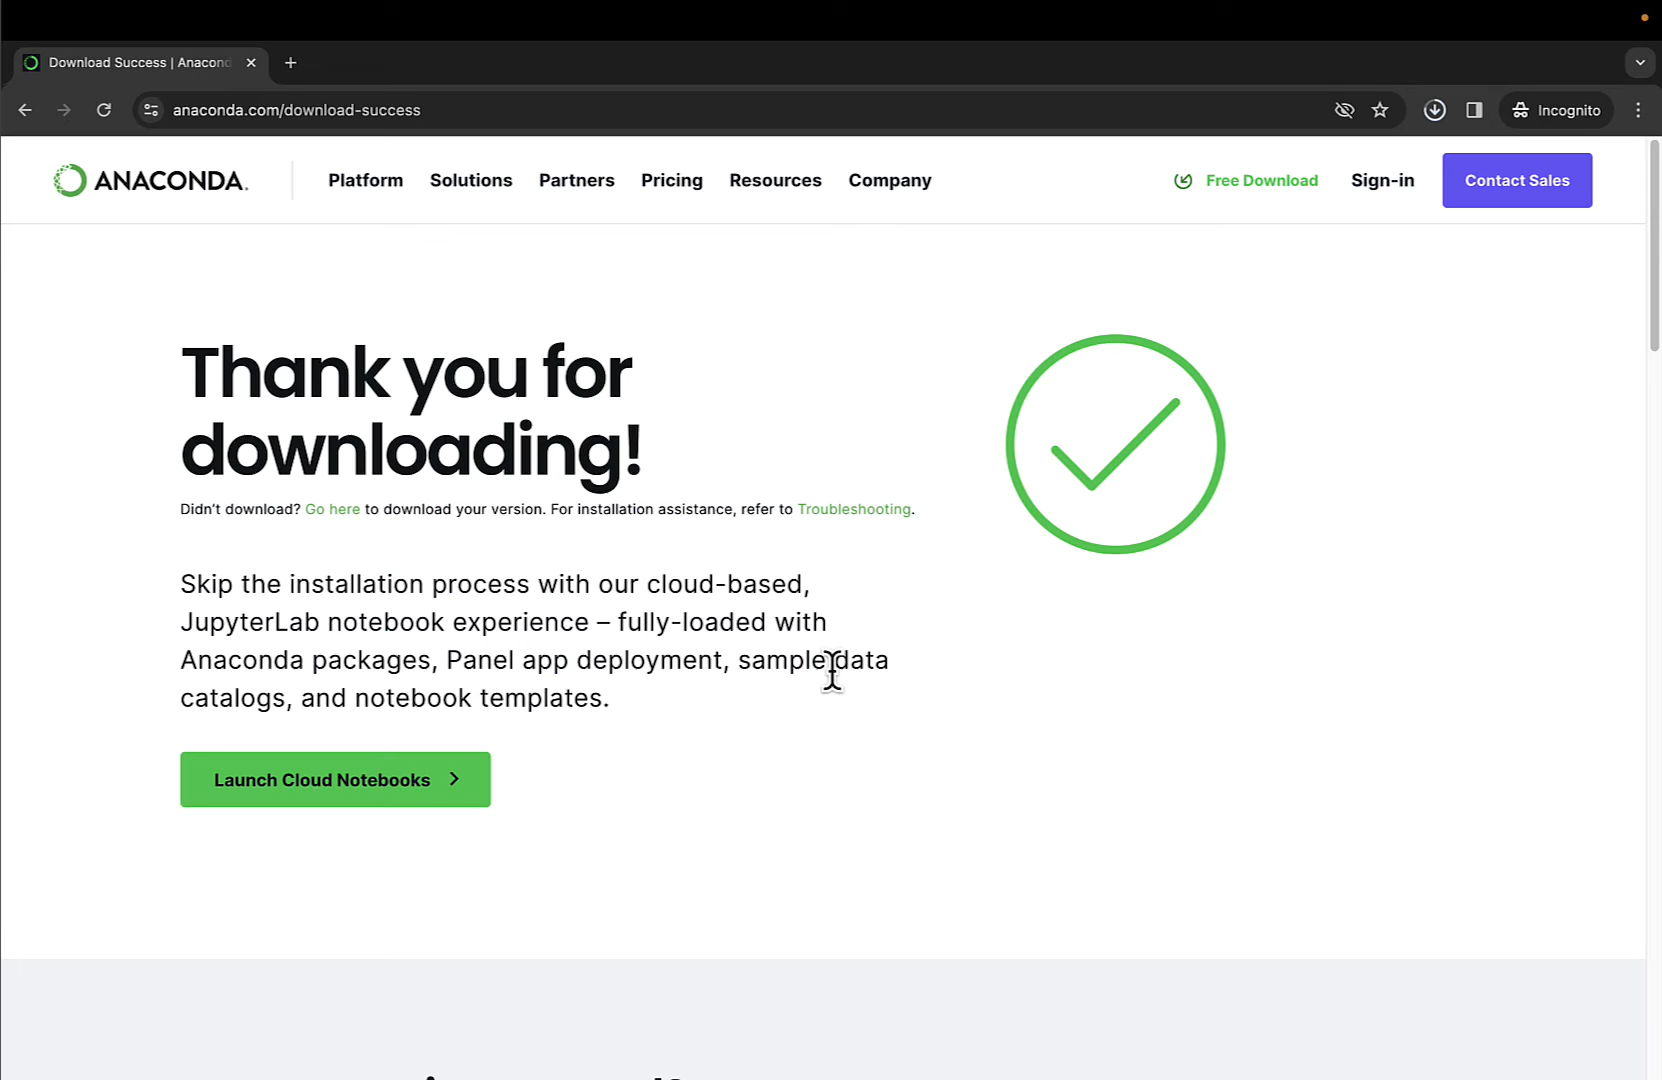 Download Success | Anacond
anaconda.com/download-success
Incognito
ANACONDA.
Platform
Solutions
Partners
Pricing
Resources
Company
Free Download
Sign-in
Contact Sales
Thank you for
downloading!
Didn't download? Go here to download your version. For installation assistance, refer to Troubleshooting.
Skip the installation process with our cloud-based,
JupyterLab notebook experience – fully-loaded with
Anaconda packages, Panel app deployment, sample data
catalogs, and notebook templates.
Launch Cloud Notebooks